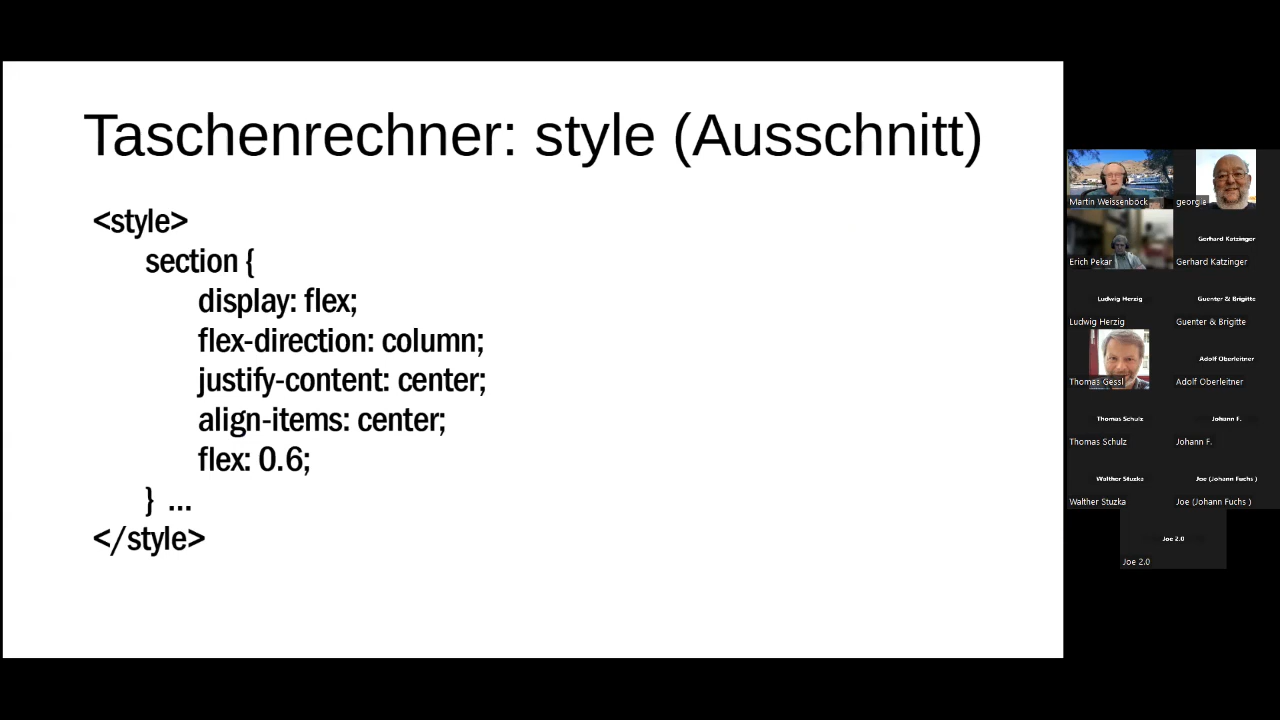 Taschenrechner: style (Ausschnitt)
<style>
section {
display: flex;
flex-direction: column;
justify-content: center;
align-items: center;
flex: 0.6;
} ...
</style>
Martin Weissenböck
georgie
Erich Pekar
Gerhard Katzinger
Gerhard Katzinger
Ludwig Herzig
Ludwig Herzig
Guenter & Brigitte
Guenter & Brigitte
Thomas Gessl
Adolf Oberleitner
Adolf Oberleitner
Thomas Schulz
Thomas Schulz
Johann F.
Johann F.
Walther Stuzka
Walther Stuzka
Joe (Johann Fuchs )
Joe (Johann Fuchs )
Joe 2.0
Joe 2.0